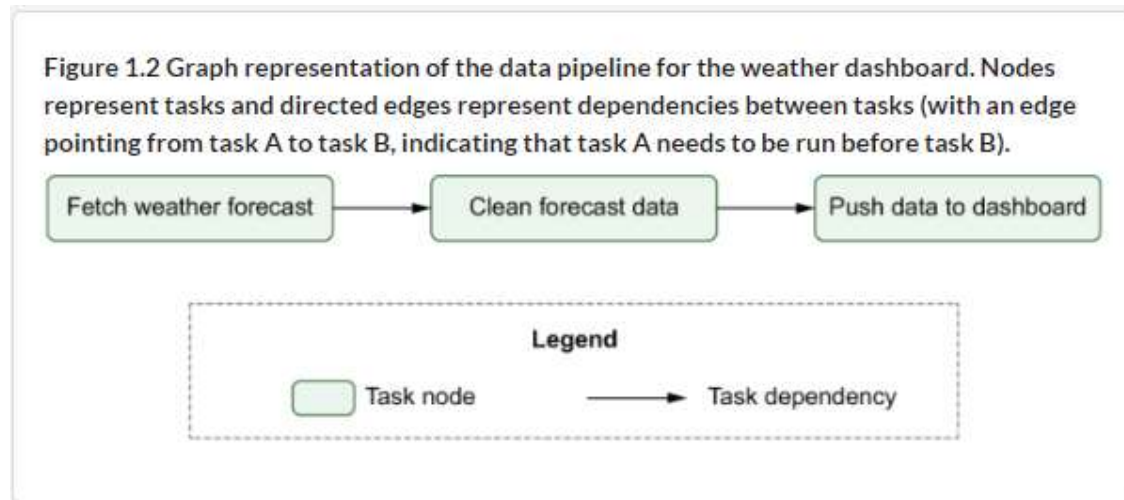 Figure 1.2 Graph representation of the data pipeline for the weather dashboard. Nodes
represent tasks and directed edges represent dependencies between tasks (with an edge
pointing from task A to task B, indicating that task A needs to be run before task B).
Fetch weather forecast
Clean forecast data
Push data to dashboard
Legend
Task node
Task dependency